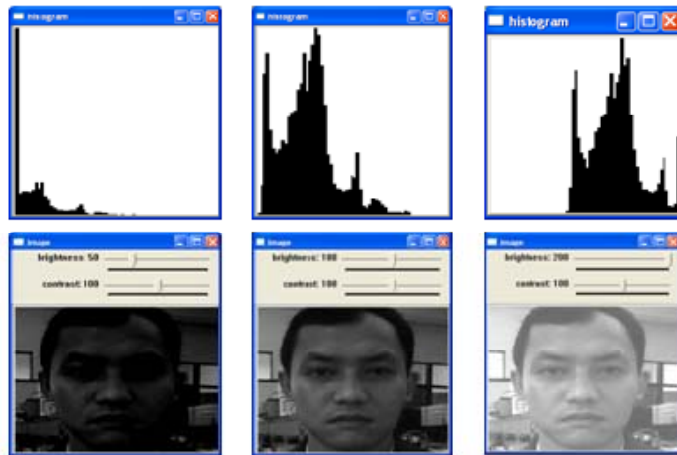 histogram
histogram
histogram
image
brightness: 50
contrast: 100
image
brightness: 100
contrast: 100
image
brightness: 200
contrast: 100